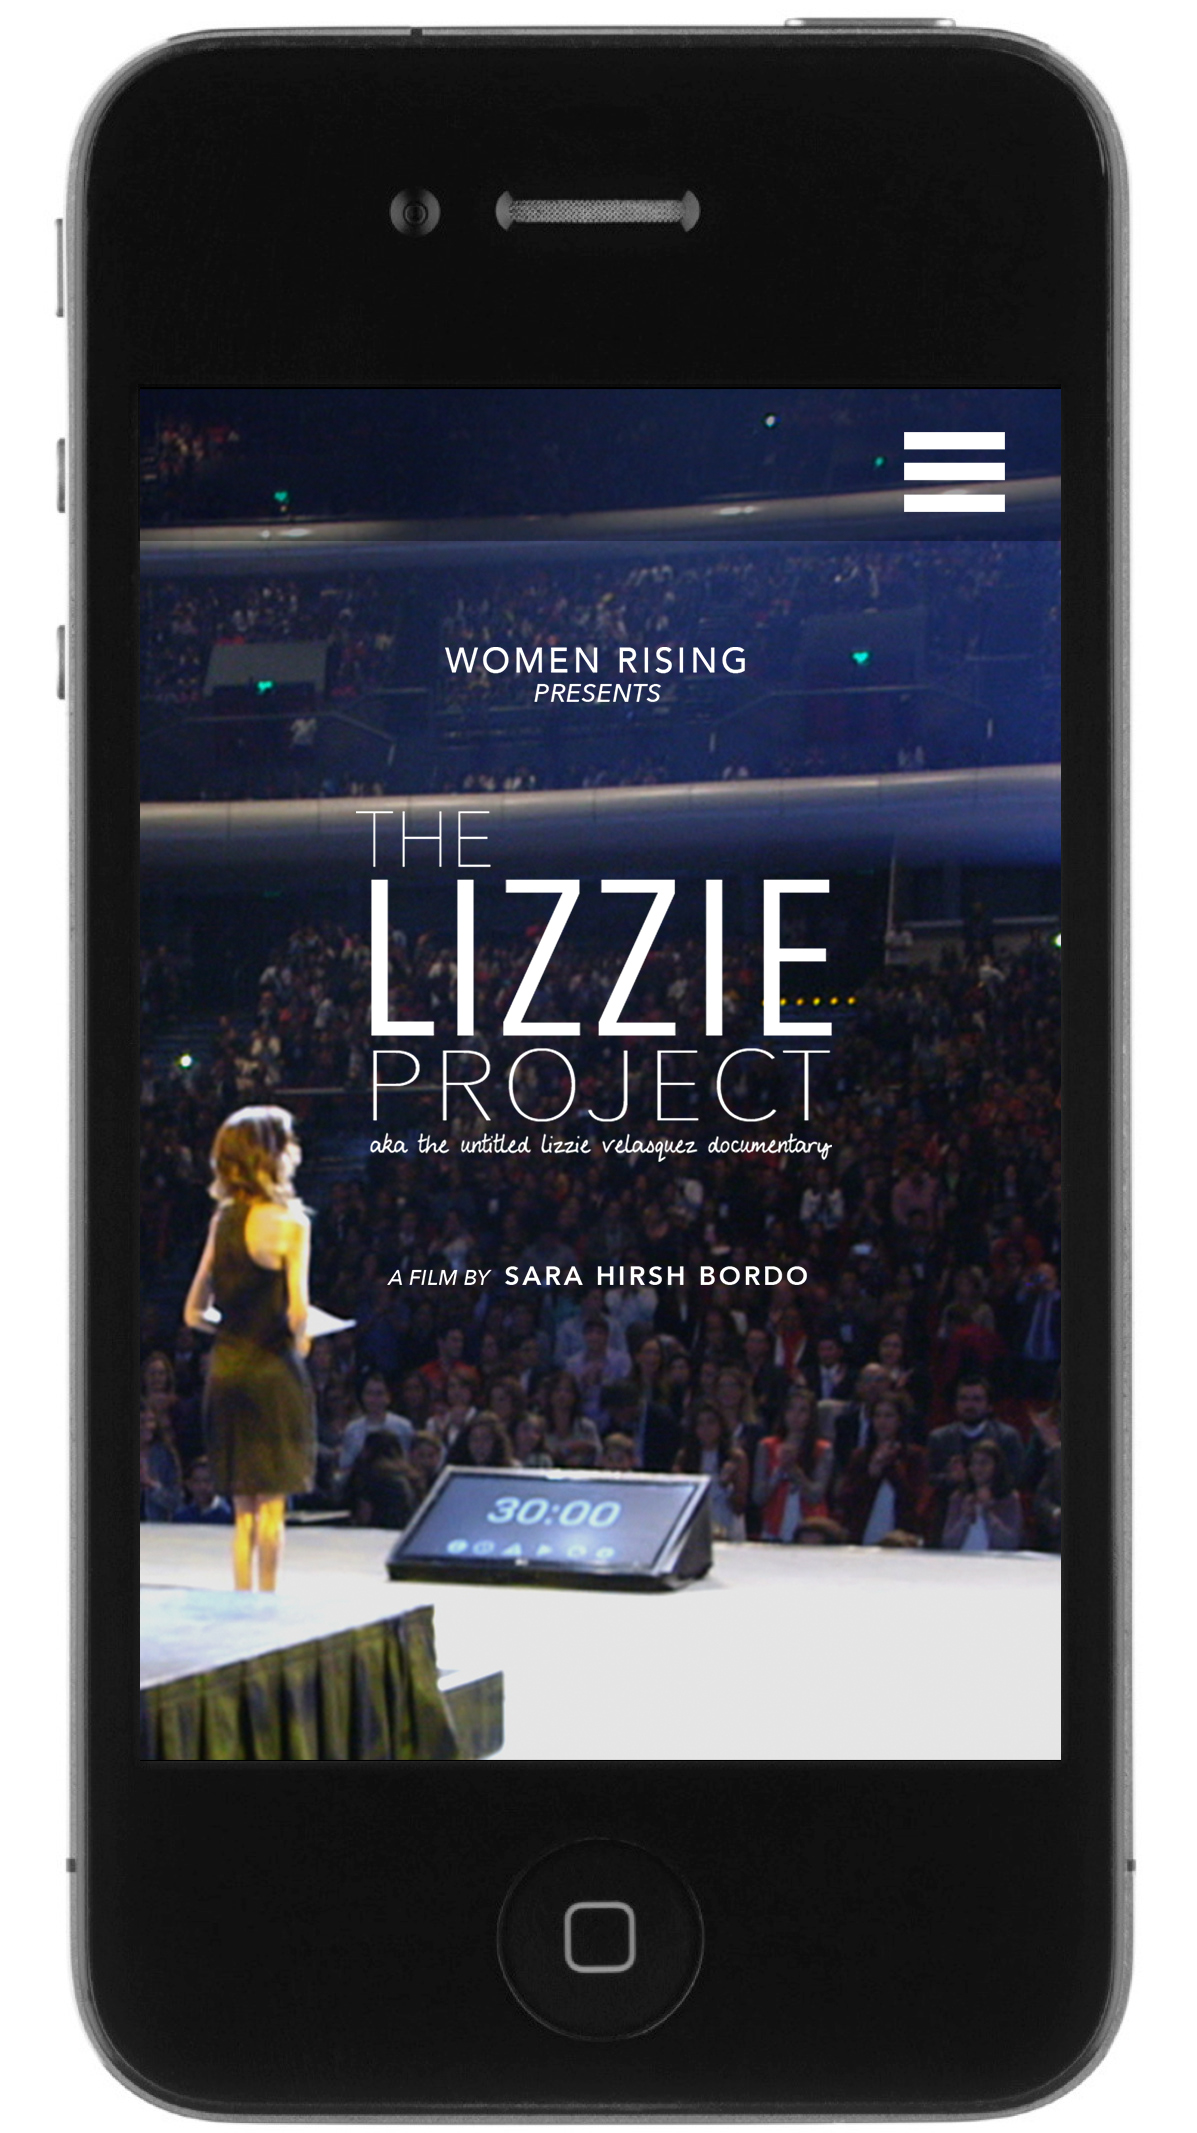 WOMEN RISING
PRESENTS
THE
LIZZIE
PROJECT
aka the untitled lizzie velasquez documentary
A FILM BY SARA HIRSH BORDO
30:00